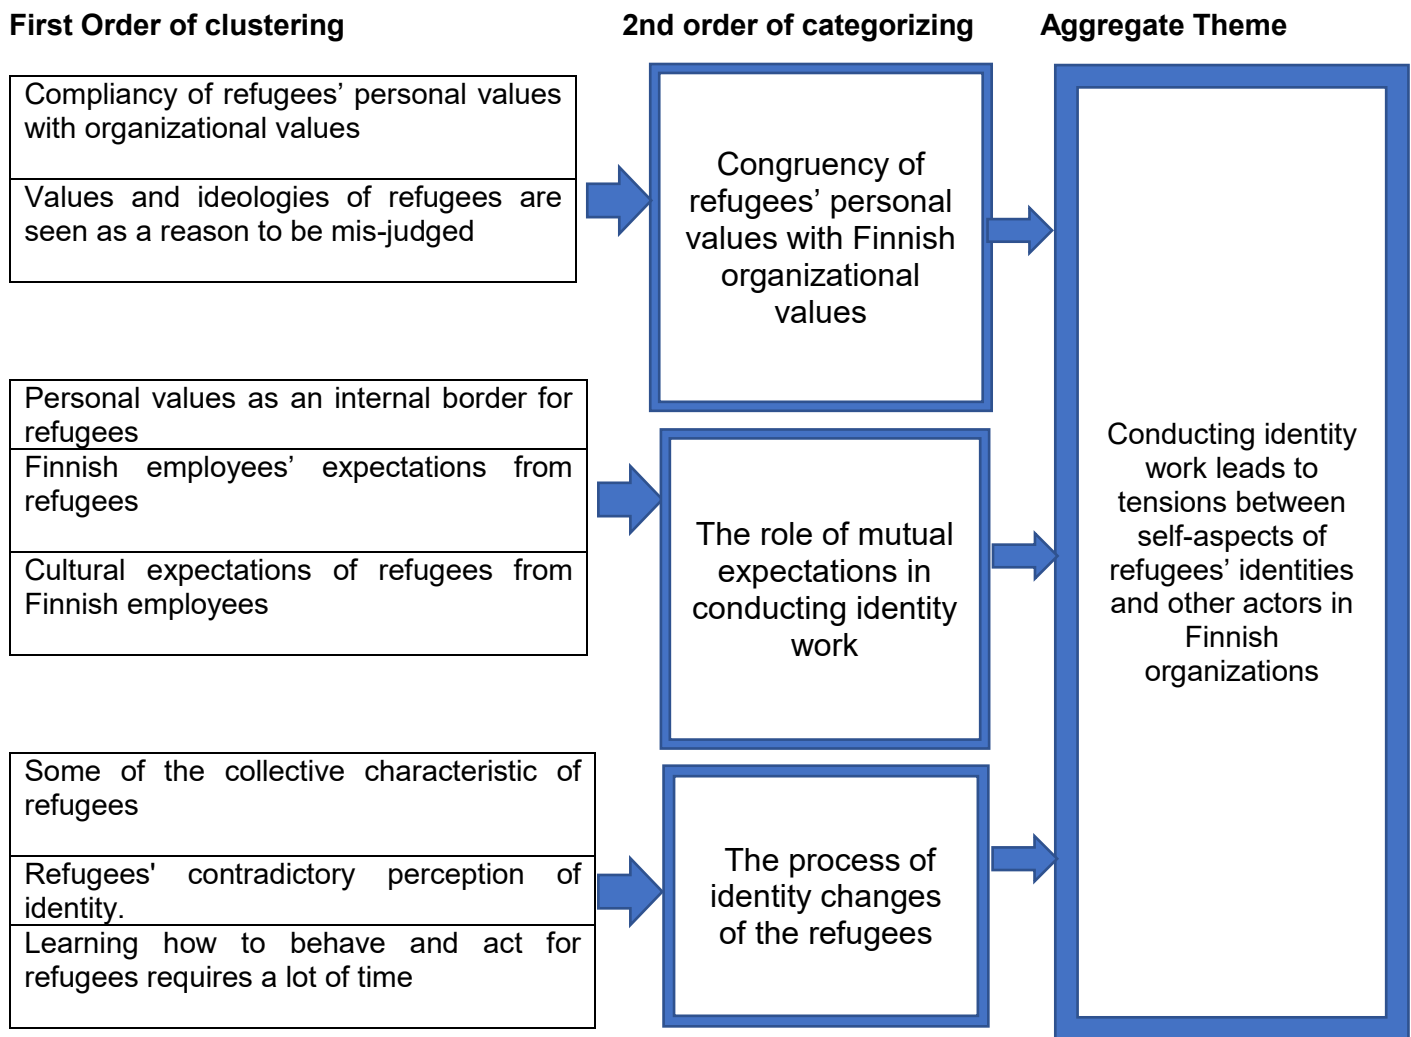 First Order of clustering
2nd order of categorizing
Aggregate Theme
Compliancy of refugees’ personal values
with organizational values
Values and ideologies of refugees are
seen as a reason to be mis-judged
Congruency of
refugees’ personal
values with Finnish
organizational
values
Personal values as an internal border for
refugees
Finnish employees’ expectations from
refugees
Cultural expectations of refugees from
Finnish employees
The role of mutual
expectations in
conducting identity
work
Some of the collective characteristic of
refugees
Refugees' contradictory perception of
identity.
Learning how to behave and act for
refugees requires a lot of time
The process of
identity changes
of the refugees
Conducting identity
work leads to
tensions between
self-aspects of
refugees’ identities
and other actors in
Finnish
organizations